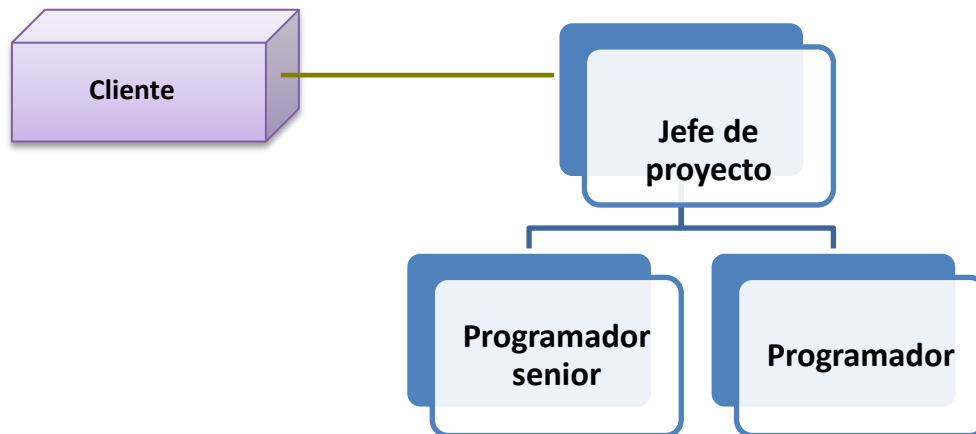 Cliente
Jefe de
proyecto
Programador
senior
Programador